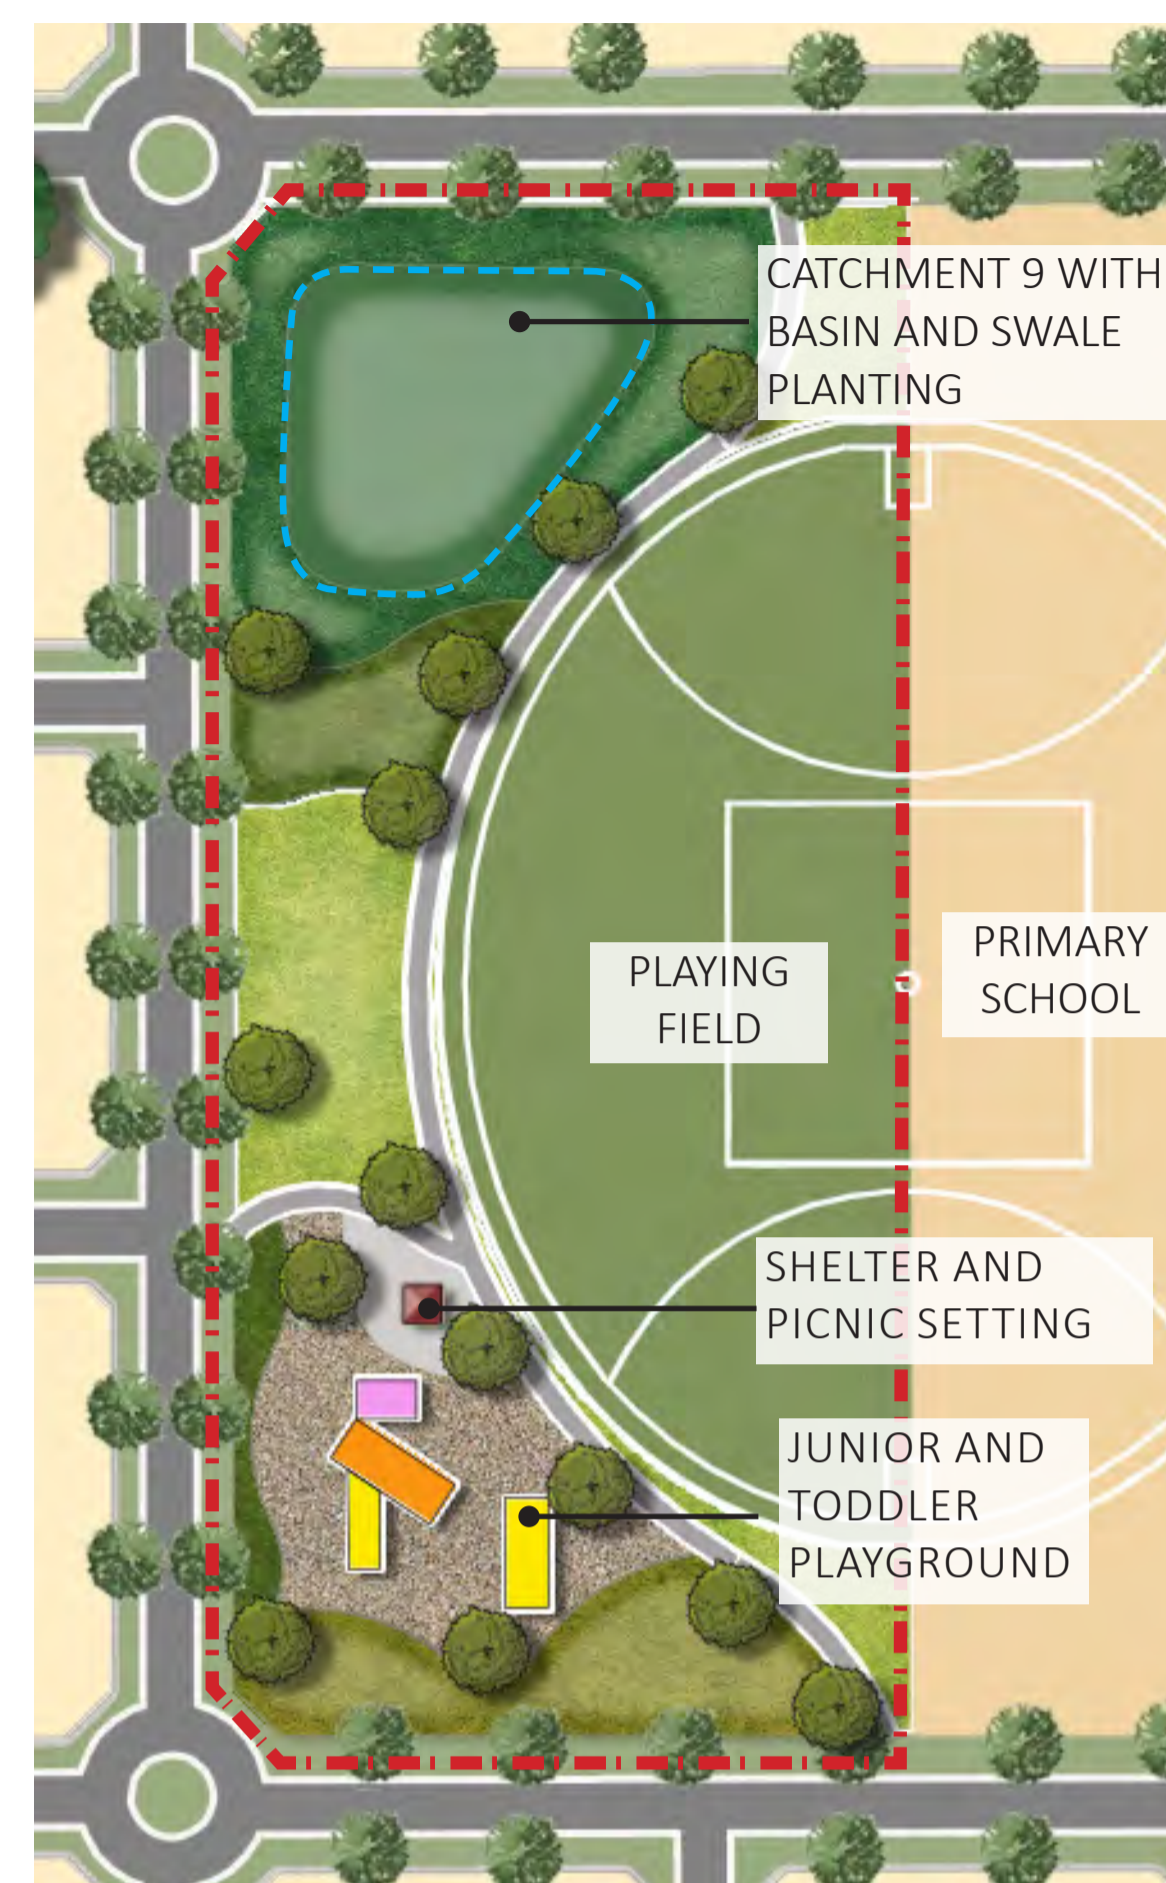 CATCHMENT 9 WITH
BASIN AND SWALE
PLANTING
PLAYING
FIELD
PRIMARY
SCHOOL
SHELTER AND
PICNIC SETTING
JUNIOR AND
TODDLER
PLAYGROUND